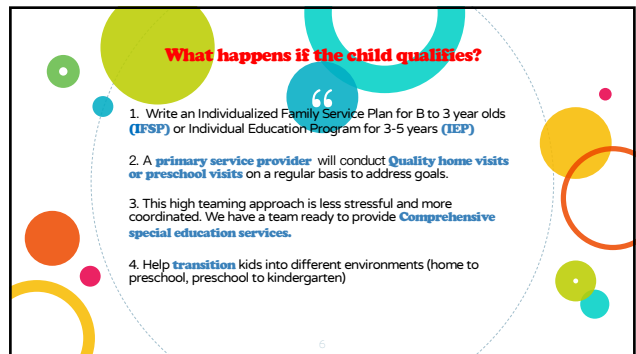 What happens if the child qualifies?
“
1. Write an Individualized Family Service Plan for B to 3 year olds
(IFSP) or Individual Education Program for 3-5 years (IEP)
2. A primary service provider will conduct Quality home visits
or preschool visits on a regular basis to address goals.
3. This high teaming approach is less stressful and more
coordinated. We have a team ready to provide Comprehensive
special education services.
4. Help transition kids into different environments (home to
preschool, preschool to kindergarten)
6